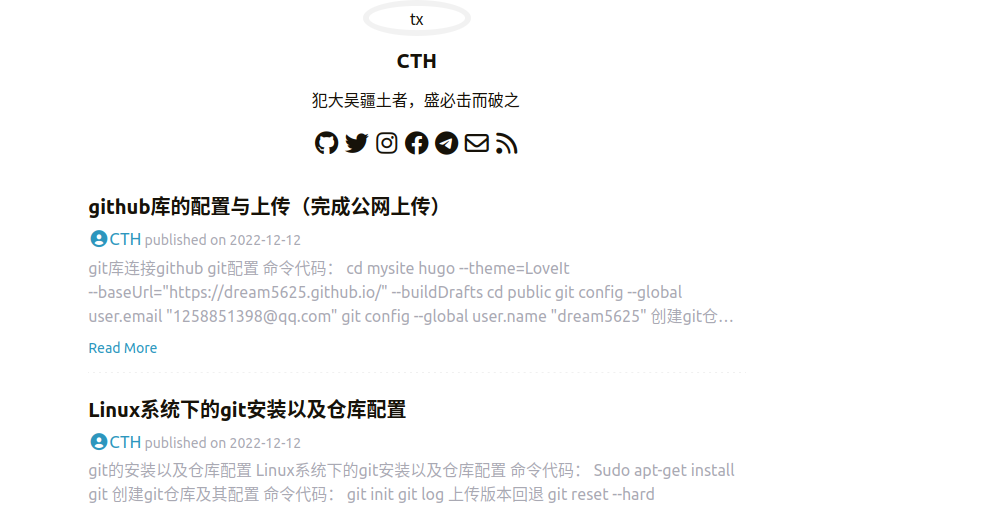 tx
CTH
犯大吴疆土者，盛必击而破之
github库的配置与上传（完成公网上传）
CTH published on 2022-12-12
git库连接github git配置 命令代码： cd mysite hugo --theme=LoveIt
--baseUrl="https://dream5625.github.io/" --buildDrafts cd public git config --global
user.email "1258851398@qq.com" git config --global user.name "dream5625" 创建git仓…
Read More
Linux系统下的git安装以及仓库配置
CTH published on 2022-12-12
git的安装以及仓库配置 Linux系统下的git安装以及仓库配置 命令代码： Sudo apt-get install
git 创建git仓库及其配置 命令代码： git init git log 上传版本回退 git reset --hard